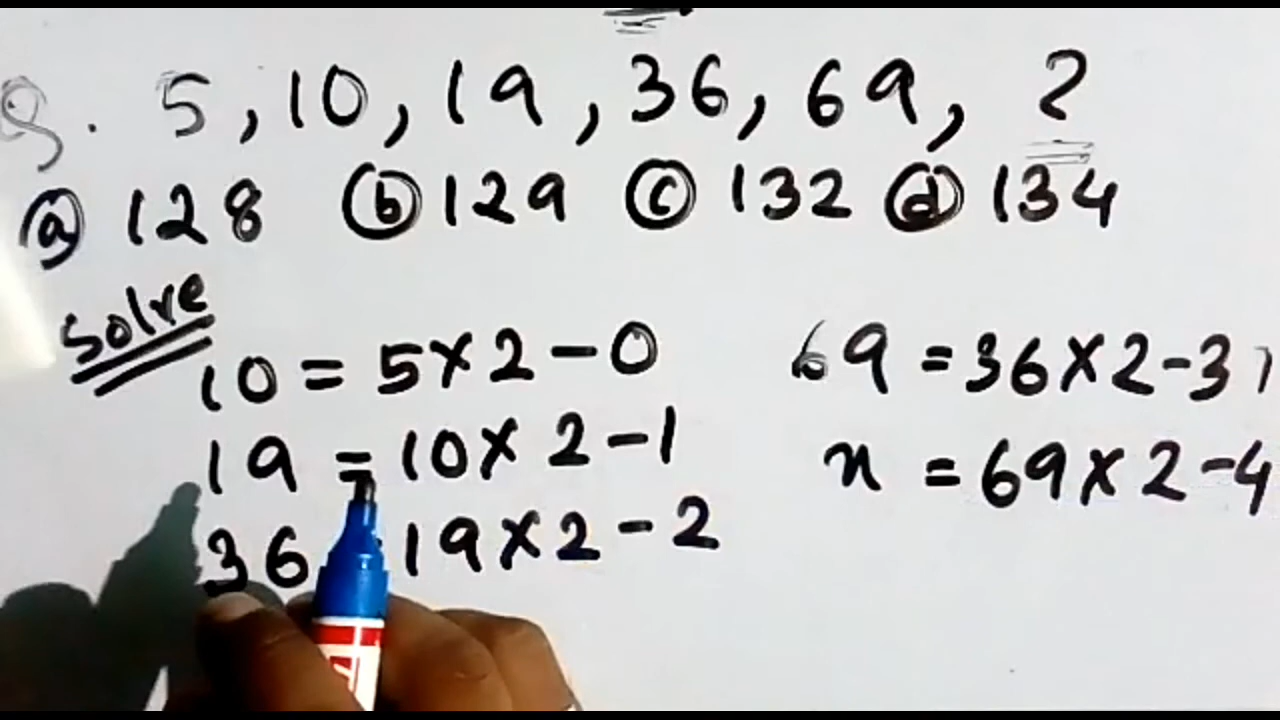 Q. 5, 10, 19, 36, 69, ?
(a) 128 (b) 129 (c) 132 (d) 134
Solve
10 = 5×2-0
19 = 10×2-1
36 19×2-2
69 = 36×2-3
x = 69×2-4